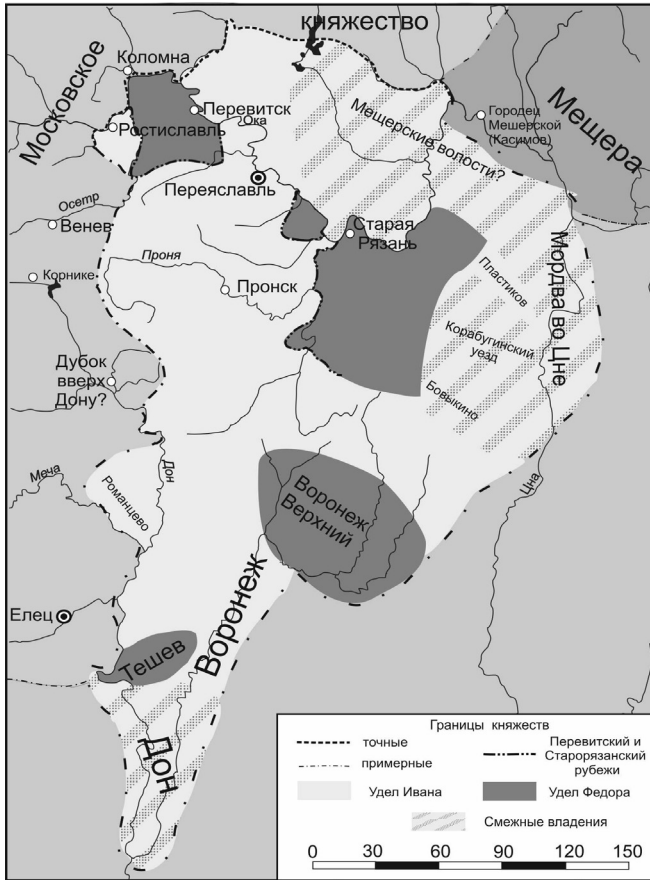 княжество
Московское
Коломна
Перевитск
Ока
Ростиславль
Мещерские волости?
Городец
Мешерской
(Касимов)
Мещера
Переяславль
Осетр
Венев
Старая
Рязань
Проня
Корнике
Пронск
Пластиков
Мордва во Цне
Корабугинский
уезд
Дубок
вверх
Дону?
Бовыкино
Меча
Дон
Романцево
Цна
Воронеж
Верхний
Воронеж
Елец
Тешев
Дон
Границы княжеств
точные
примерные
Перевитский и
Старорязанский
рубежи
Удел Ивана
Удел Федора
Смежные владения
0 30 60 90 120 150